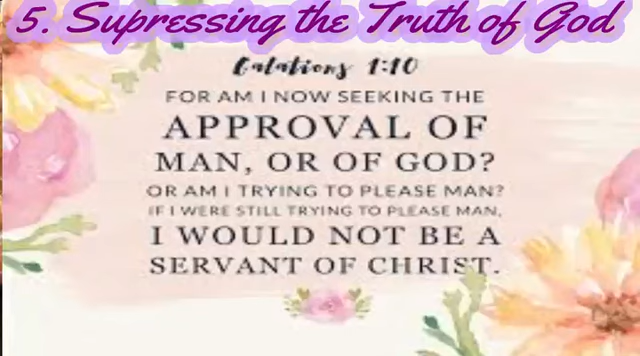 5. Supressing the Truth of God
Galatians 1:10
FOR AM I NOW SEEKING THE
APPROVAL OF
MAN, OR OF GOD?
OR AM I TRYING TO PLEASE MAN?
IF I WERE STILL TRYING TO PLEASE MAN,
I WOULD NOT BE A
SERVANT OF CHRIST.